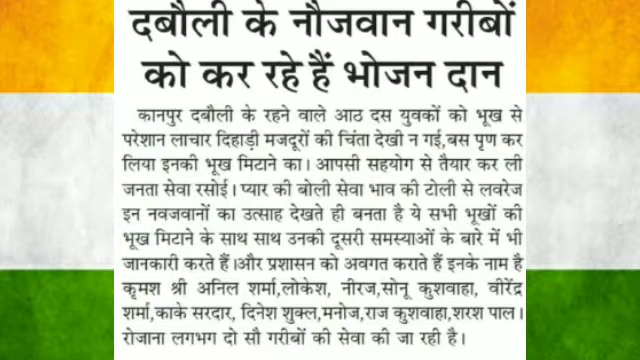 दबौली के नौजवान गरीबों
को कर रहे हैं भोजन दान
कानपुर दबौली के रहने वाले आठ दस युवकों को भूख से
परेशान लाचार दिहाड़ी मजदूरों की चिंता देखी न गई,बस पृण कर
लिया इनकी भूख मिटाने का। आपसी सहयोग से तैयार कर ली
जनता सेवा रसोई। प्यार की बोली सेवा भाव की टोली से लवरेज
इन नवजवानों का उत्साह देखते ही बनता है ये सभी भूखों की
भूख मिटाने के साथ साथ उनकी दूसरी समस्याओं के बारे में भी
जानकारी करते हैं।और प्रशासन को अवगत कराते हैं इनके नाम है
कृमश श्री अनिल शर्मा,लोकेश, नीरज,सोनू कुशवाहा, वीरेंद्र
शर्मा,काके सरदार, दिनेश शुक्ल,मनोज,राज कुशवाहा,शरश पाल।
रोजाना लगभग दो सौ गरीबों की सेवा की जा रही है।